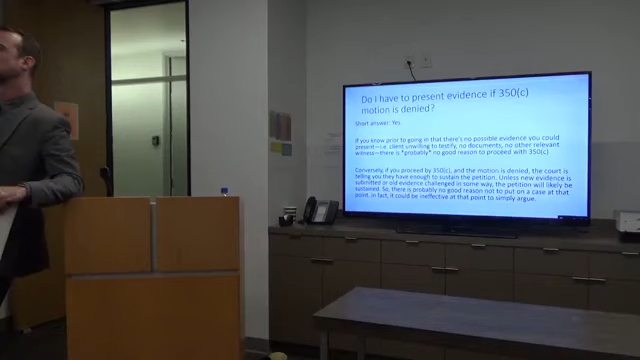 Do I have to present evidence if 350(c)
motion is denied?
Short answer: Yes.
If you know prior to going in that there's no possible evidence you could
present—i.e. client unwilling to testify, no documents, no other relevant
witness—there is *probably* no good reason to proceed with 350(c)
Conversely, if you proceed by 350(c), and the motion is denied, the court is
telling you they have enough to sustain the petition. Unless new evidence is
submitted or old evidence challenged in some way, the petition will likely be
sustained. So, there is probably no good reason not to put on a case at that
point, in fact, it could be ineffective at that point to simply argue.